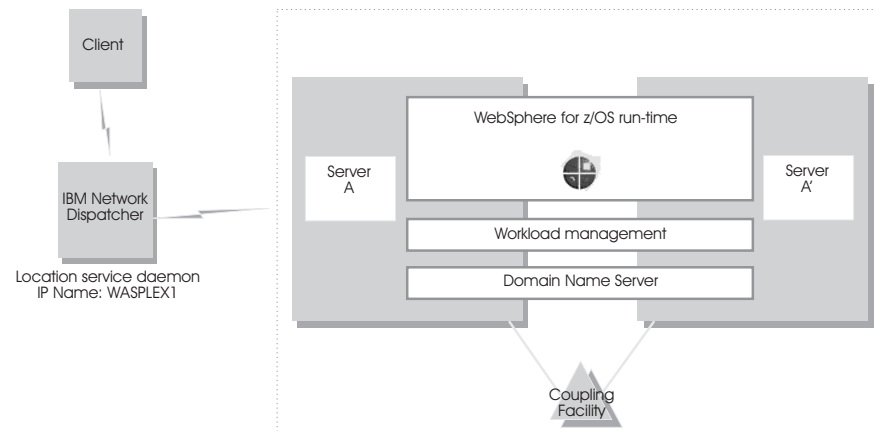 Client
IBM Network
Dispatcher
Location service daemon
IP Name: WASPLEX1
WebSphere for z/OS run-time
Server
A
Server
A'
Workload management
Domain Name Server
Coupling
Facility